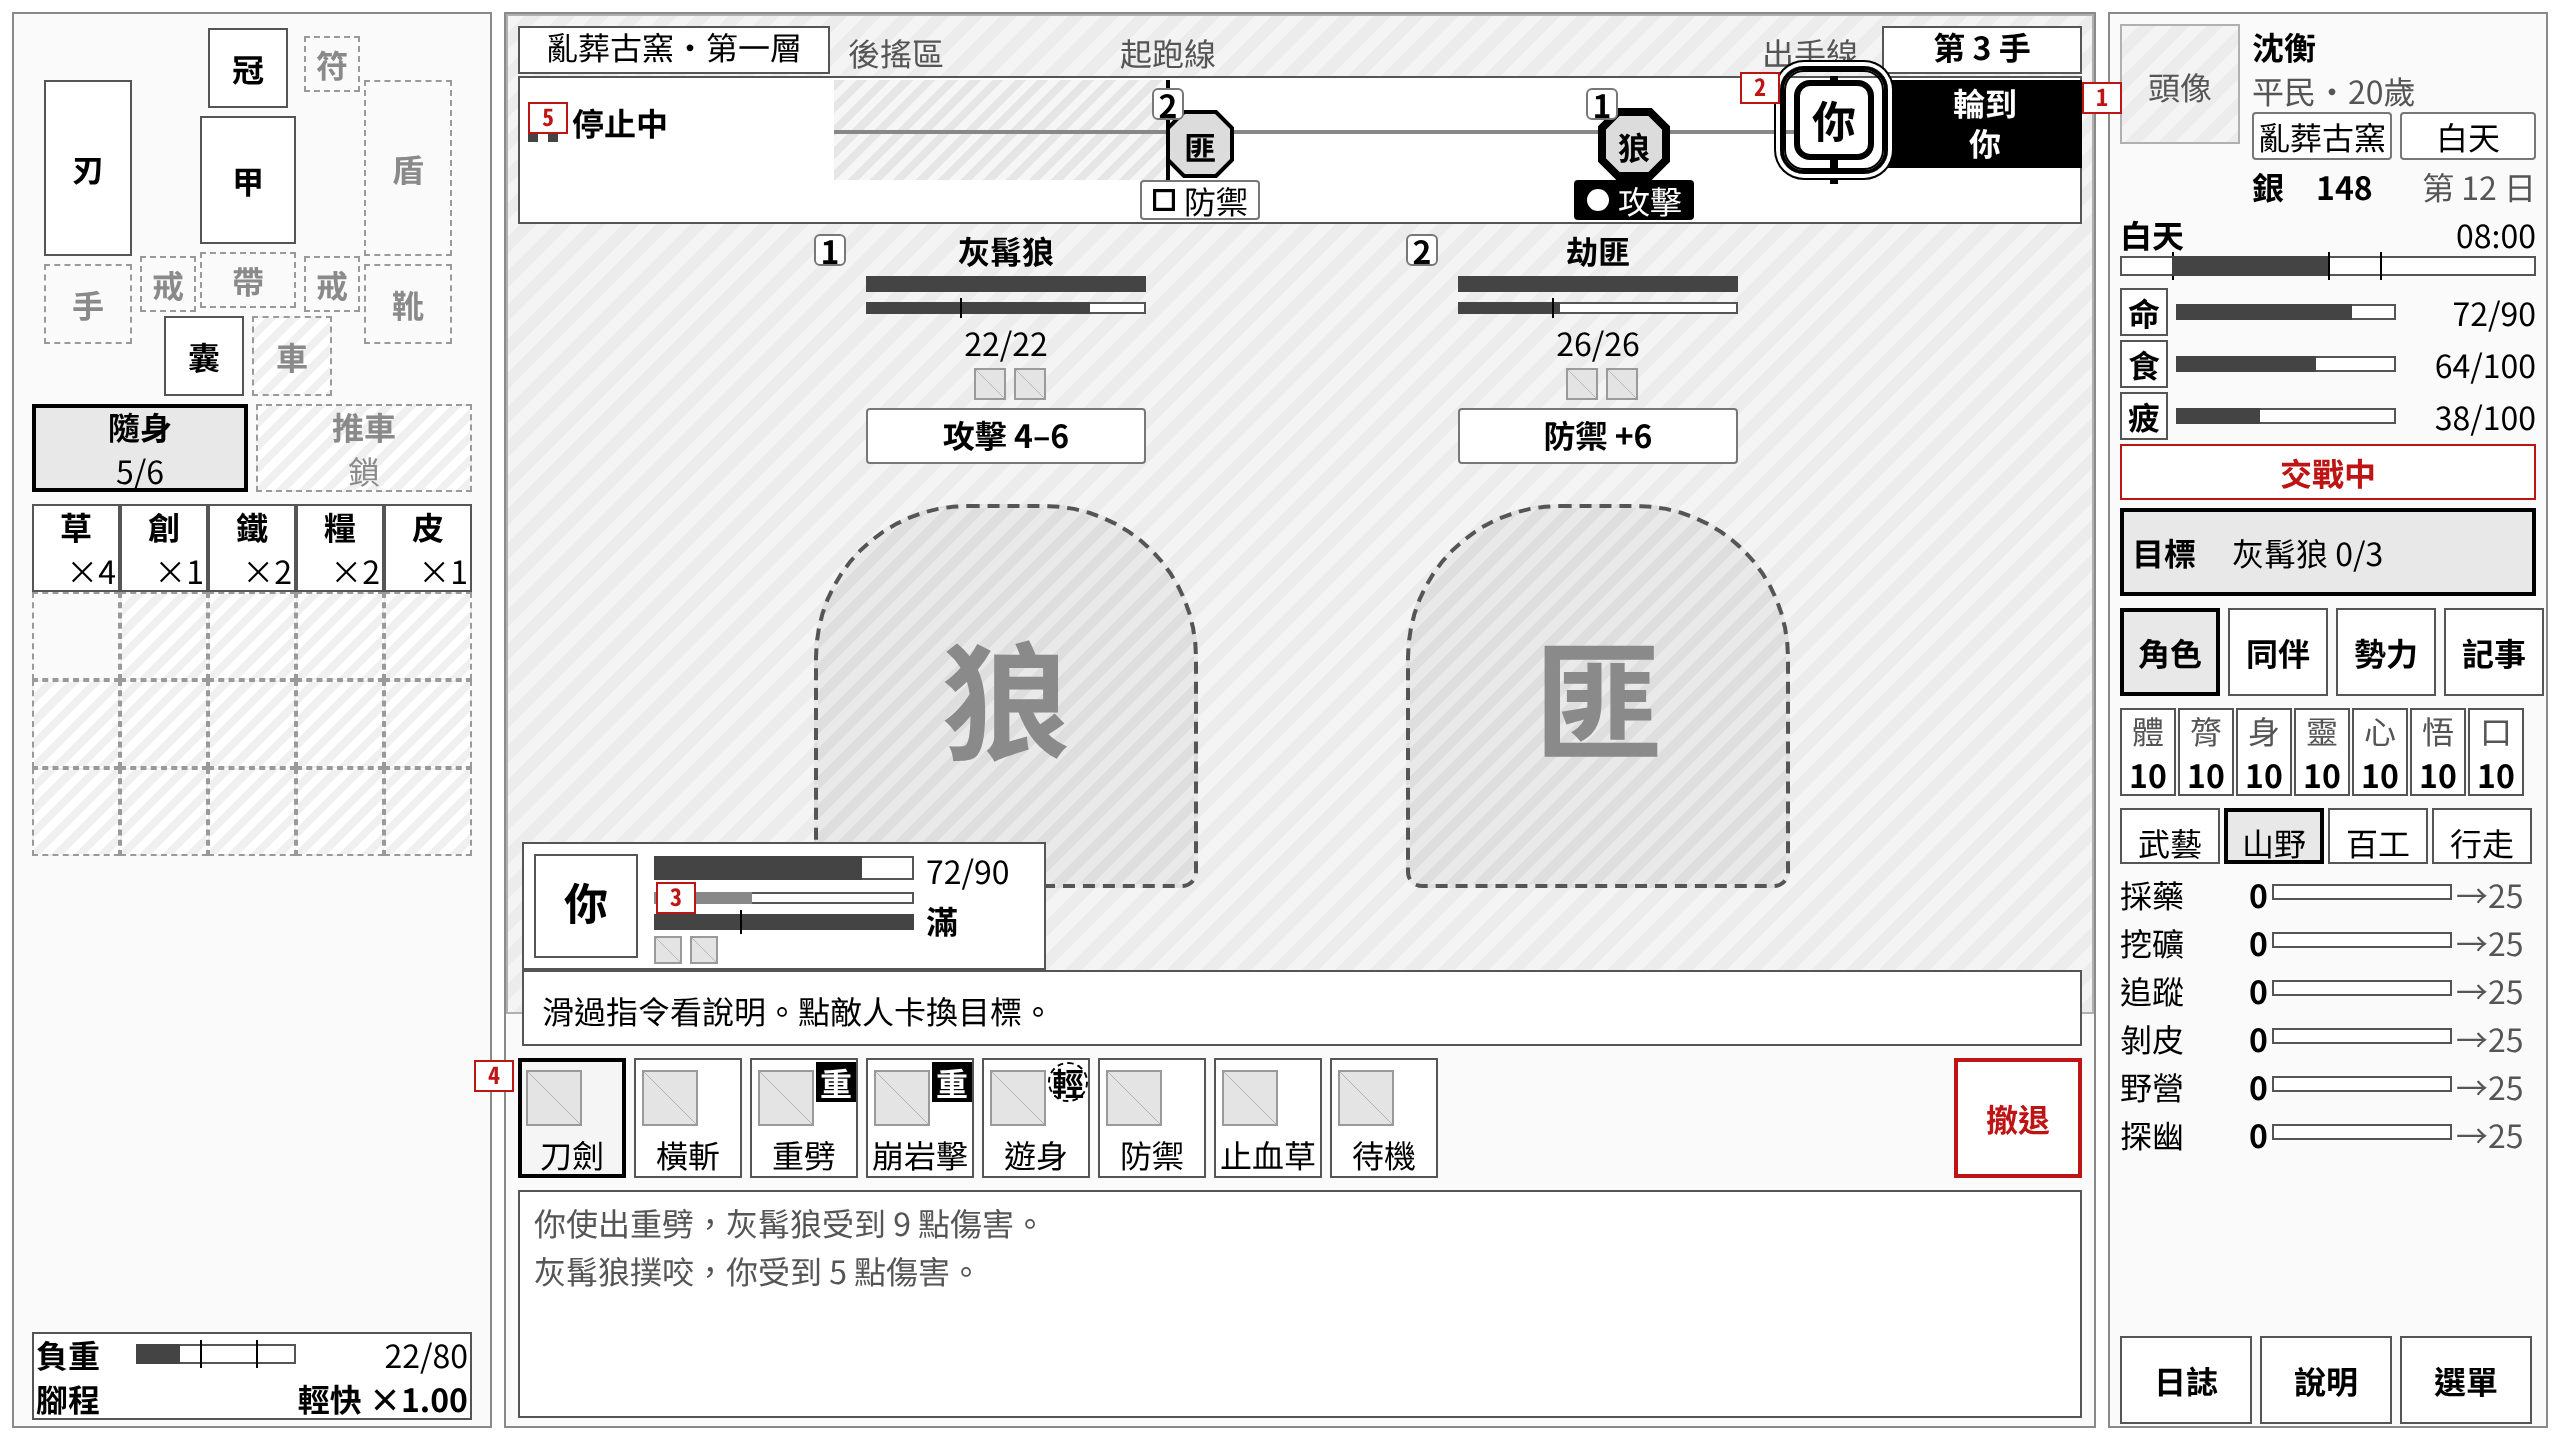 冠
符
刃
甲
盾
手
戒
帶
戒
靴
囊
車
隨身
5/6
推車
鎖
草
×4
創
×1
鐵
×2
糧
×2
皮
×1
負重
22/80
腳程
輕快 ×1.00
亂葬古窯・第一層
後搖區
起跑線
出手線
第 3 手
5
停止中
2
匪
防禦
1
狼
攻擊
2
你
輪到
你
1
1
灰髯狼
22/22
攻擊 4–6
狼
2
劫匪
26/26
防禦 +6
匪
你
72/90
3
滿
滑過指令看說明。點敵人卡換目標。
4
刀劍
橫斬
重
重劈
重
崩岩擊
輕
遊身
防禦
止血草
待機
撤退
你使出重劈，灰髯狼受到 9 點傷害。
灰髯狼撲咬，你受到 5 點傷害。
頭像
沈衡
平民・20歲
亂葬古窯
白天
銀 148
第 12 日
白天
08:00
命
72/90
食
64/100
疲
38/100
交戰中
目標 灰髯狼 0/3
角色
同伴
勢力
記事
體 膂 身 靈 心 悟 口
10 10 10 10 10 10 10
武藝
山野
百工
行走
採藥 0 →25
挖礦 0 →25
追蹤 0 →25
剝皮 0 →25
野營 0 →25
探幽 0 →25
日誌
說明
選單